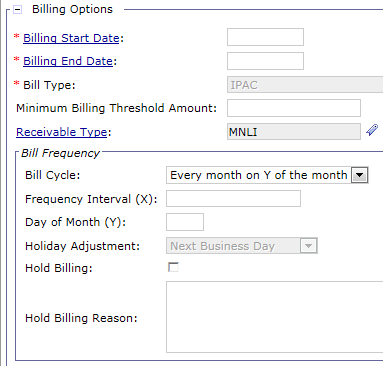 Billing Options
* Billing Start Date:
* Billing End Date:
* Bill Type: IPAC
Minimum Billing Threshold Amount:
Receivable Type: MNLI
Bill Frequency
Bill Cycle: Every month on Y of the month
Frequency Interval (X):
Day of Month (Y):
Holiday Adjustment: Next Business Day
Hold Billing:
Hold Billing Reason: